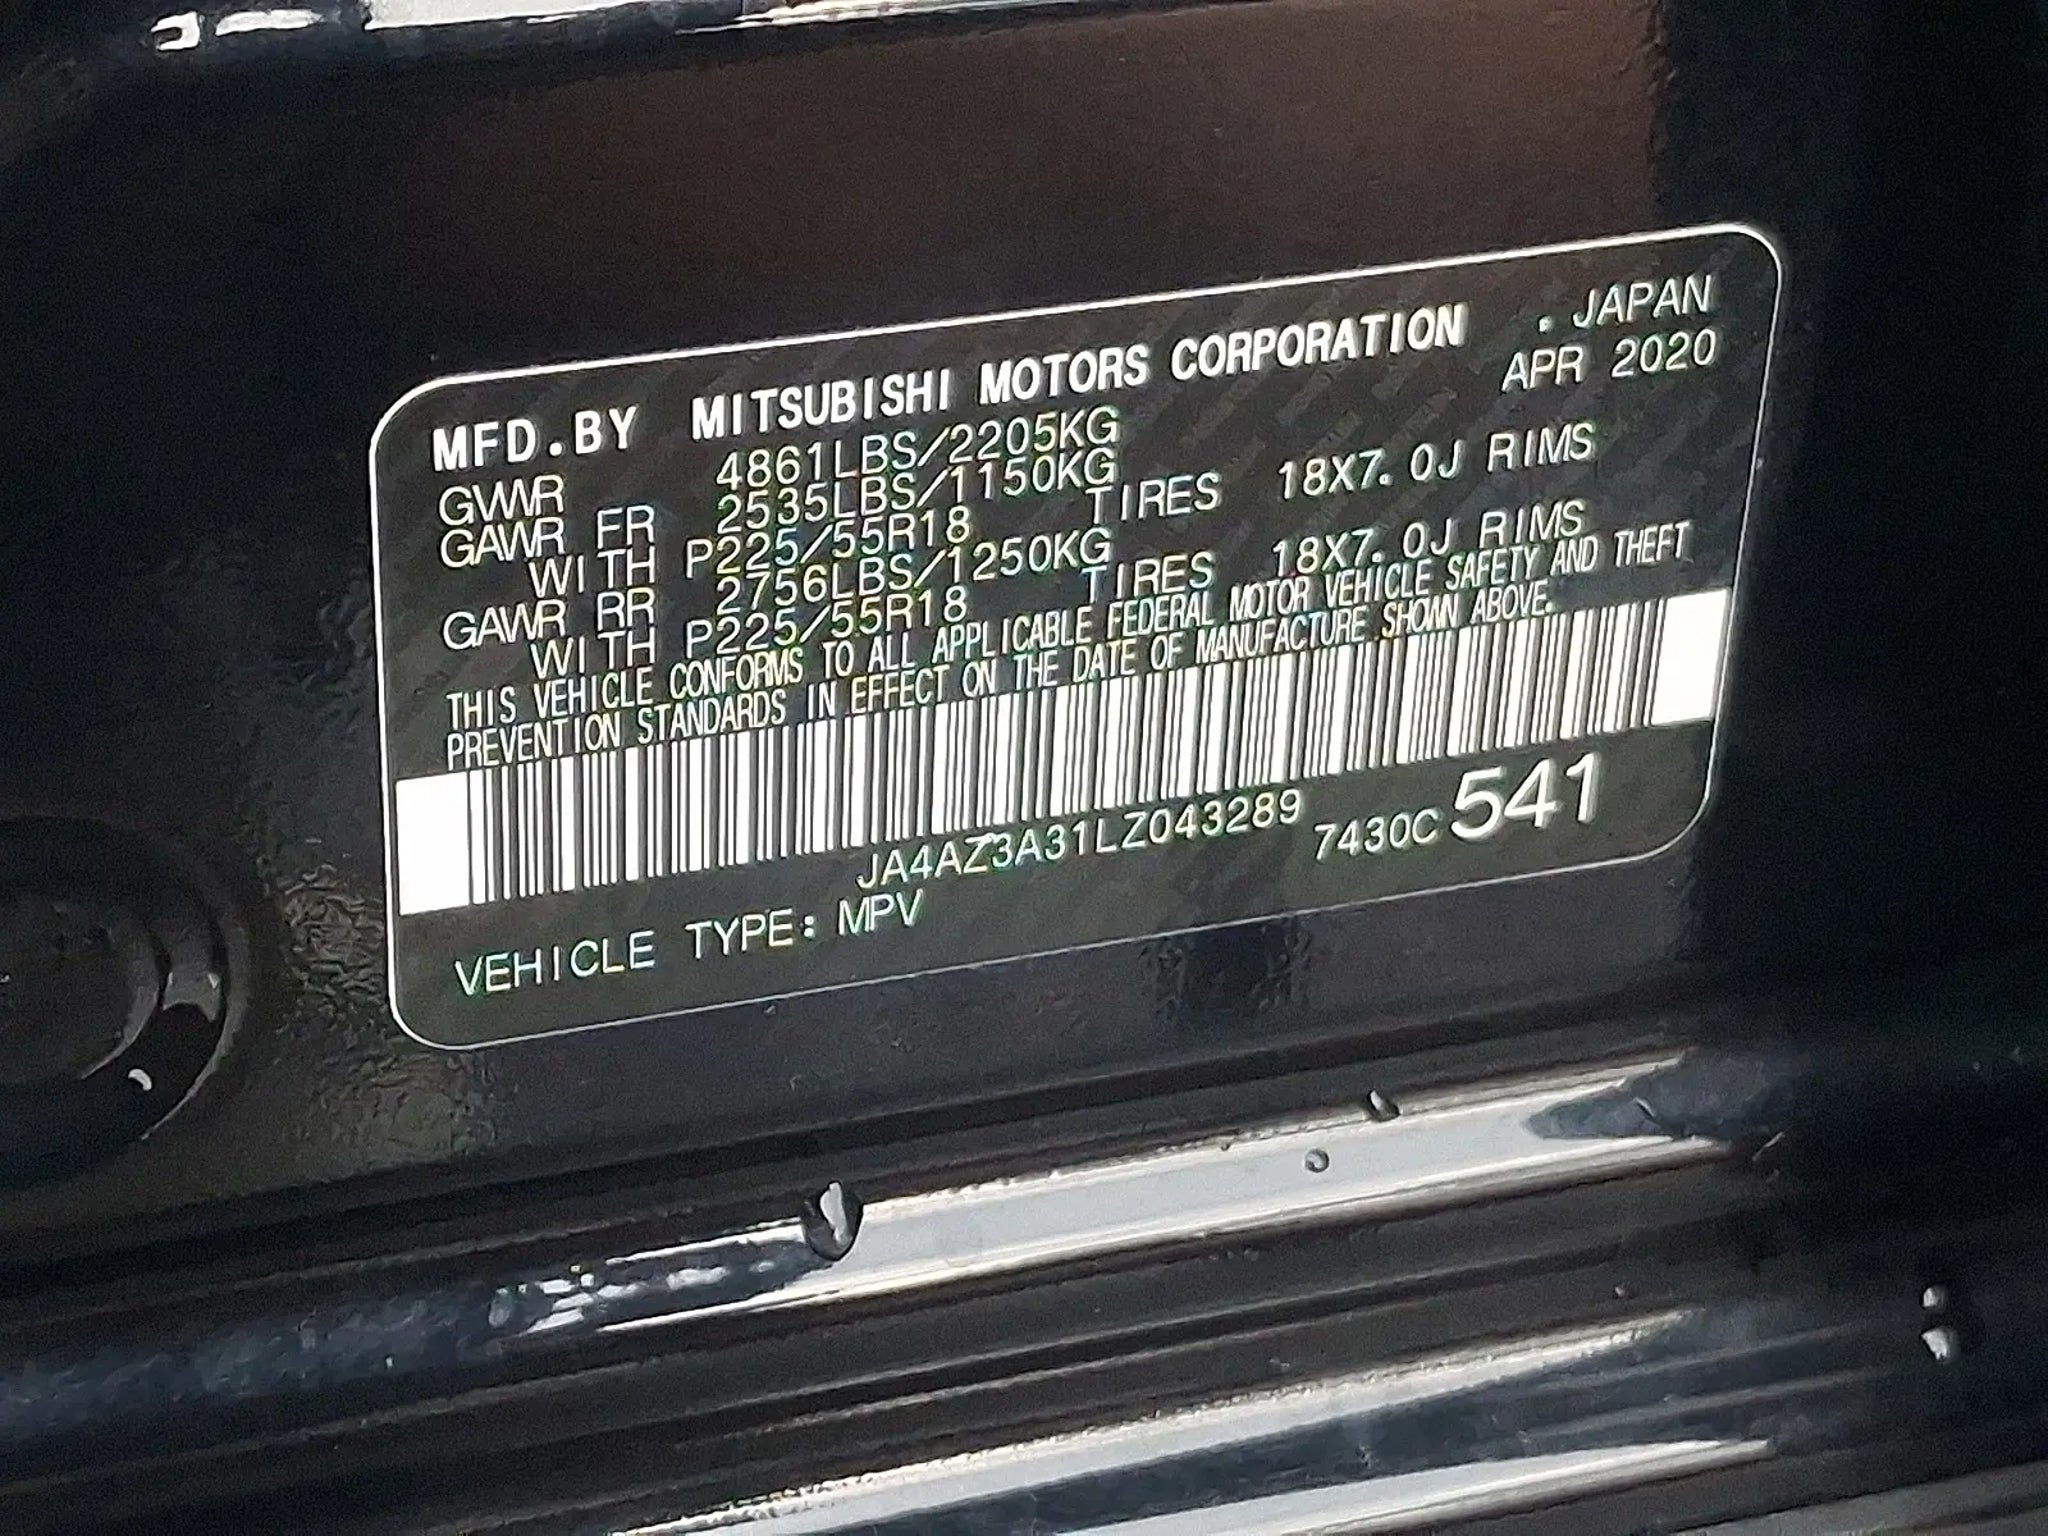 MFD.BY MITSUBISHI MOTORS CORPORATION . JAPAN
GVWR 4861LBS/2205KG APR 2020
GAWR FR 2535LBS/1150KG
WITH P225/55R18 TIRES 18X7.0J RIMS
GAWR RR 2756LBS/1250KG
WITH P225/55R18 TIRES 18X7.0J RIMS
THIS VEHICLE CONFORMS TO ALL APPLICABLE FEDERAL MOTOR VEHICLE SAFETY AND THEFT
PREVENTION STANDARDS IN EFFECT ON THE DATE OF MANUFACTURE SHOWN ABOVE.
JA4AZ3A31LZ043289 7430C 541
VEHICLE TYPE: MPV